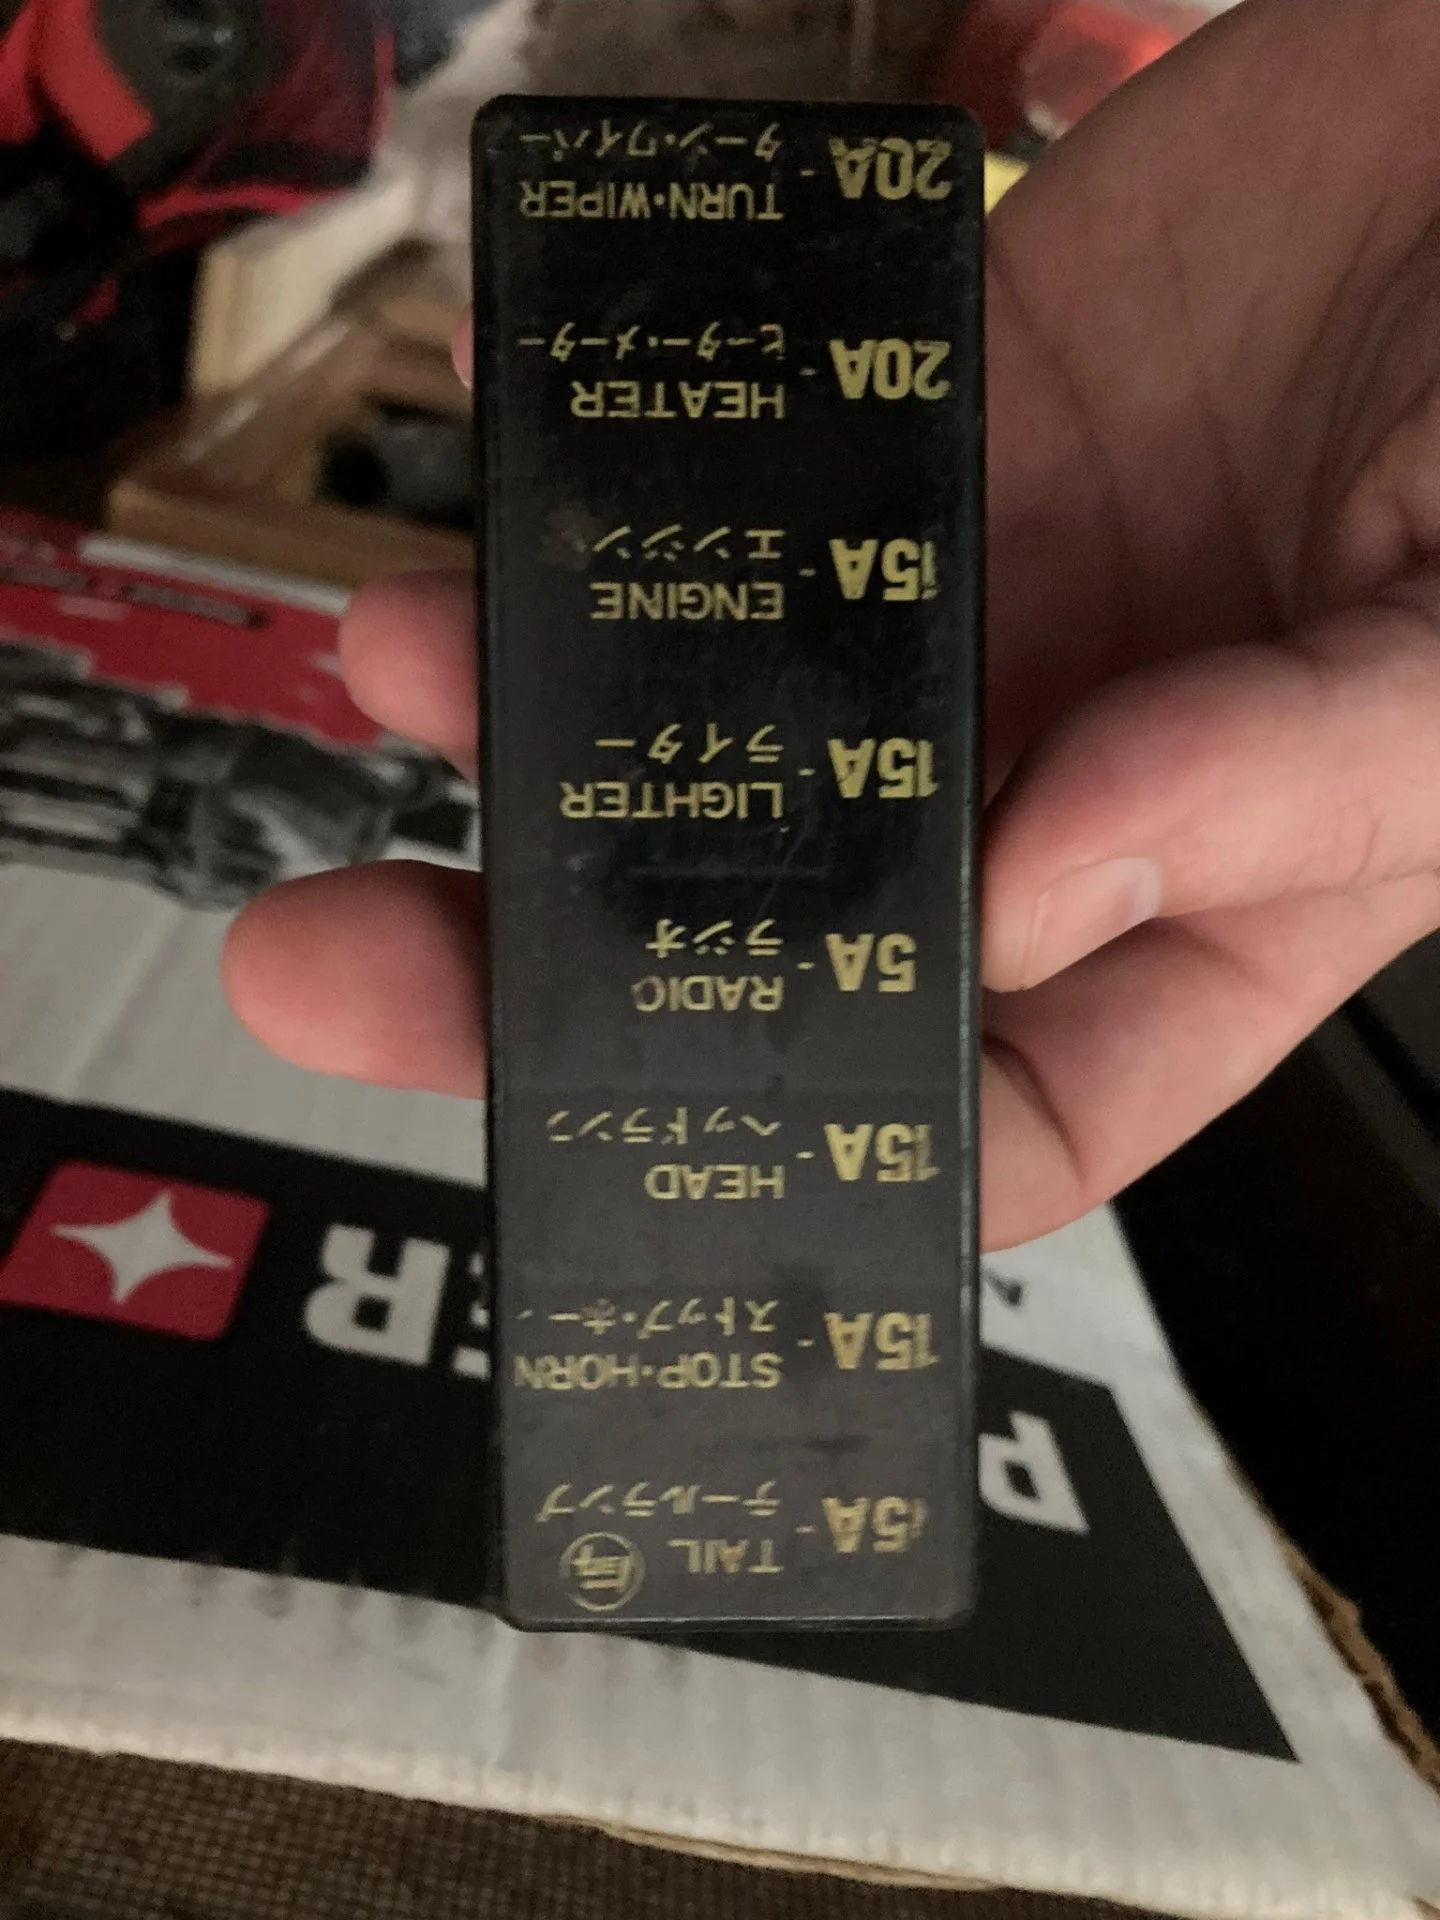 15A - TAIL
テールランプ
15A - STOP·HORN
ストップ・ホーン
15A - HEAD
ヘッドランプ
5A - RADIO
ラジオ
15A - LIGHTER
ライター
15A - ENGINE
エンジン
20A - HEATER
ヒーター・メーター
20A - TURN·WIPER
ターン・ワイパー
P ER